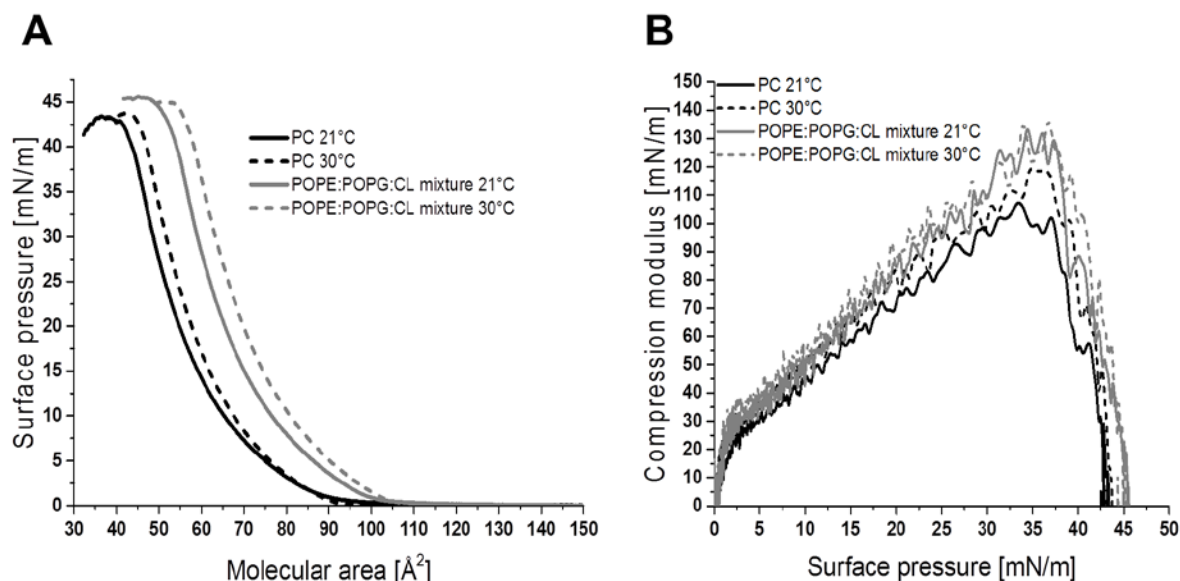 A
Surface pressure [mN/m]
45
40
35
30
25
20
15
10
5
0
PC 21°C
PC 30°C
POPE:POPG:CL mixture 21°C
POPE:POPG:CL mixture 30°C
30 40 50 60 70 80 90 100 110 120 130 140 150
Molecular area [Å²]
B
Compression modulus [mN/m]
150
140
130
120
110
100
90
80
70
60
50
40
30
20
10
0
PC 21°C
PC 30°C
POPE:POPG:CL mixture 21°C
POPE:POPG:CL mixture 30°C
0 5 10 15 20 25 30 35 40 45 50
Surface pressure [mN/m]